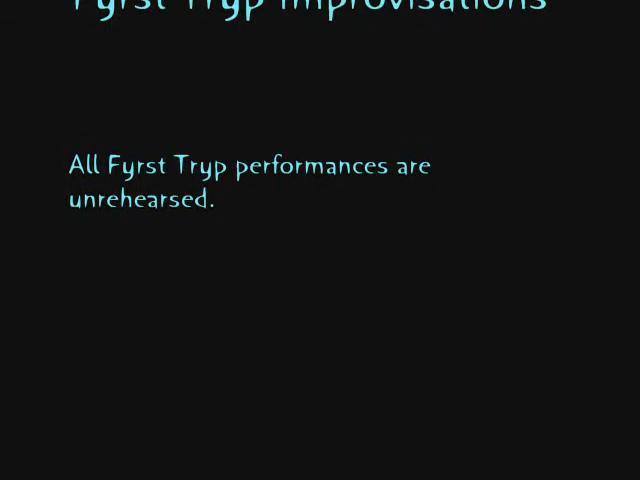 Fyrst Tryp Improvisations
All Fyrst Tryp performances are
unrehearsed.